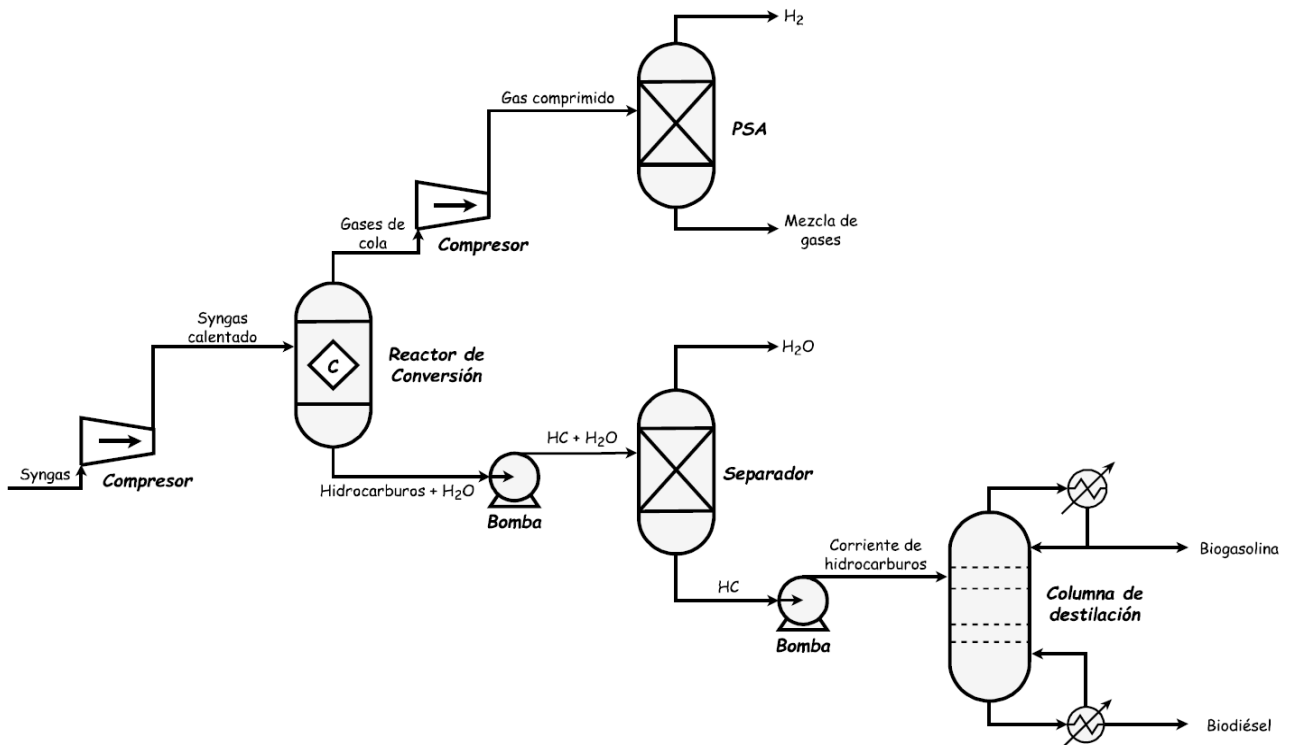 H₂
Gas comprimido
PSA
Gases de
cola
Compresor
Mezcla de
gases
Syngas
calentado
C
Reactor de
Conversión
H₂O
HC + H₂O
Separador
Syngas
Compresor
Hidrocarburos + H₂O
Bomba
Corriente de
hidrocarburos
HC
Bomba
Biogasolina
Columna de
destilación
Biodiésel